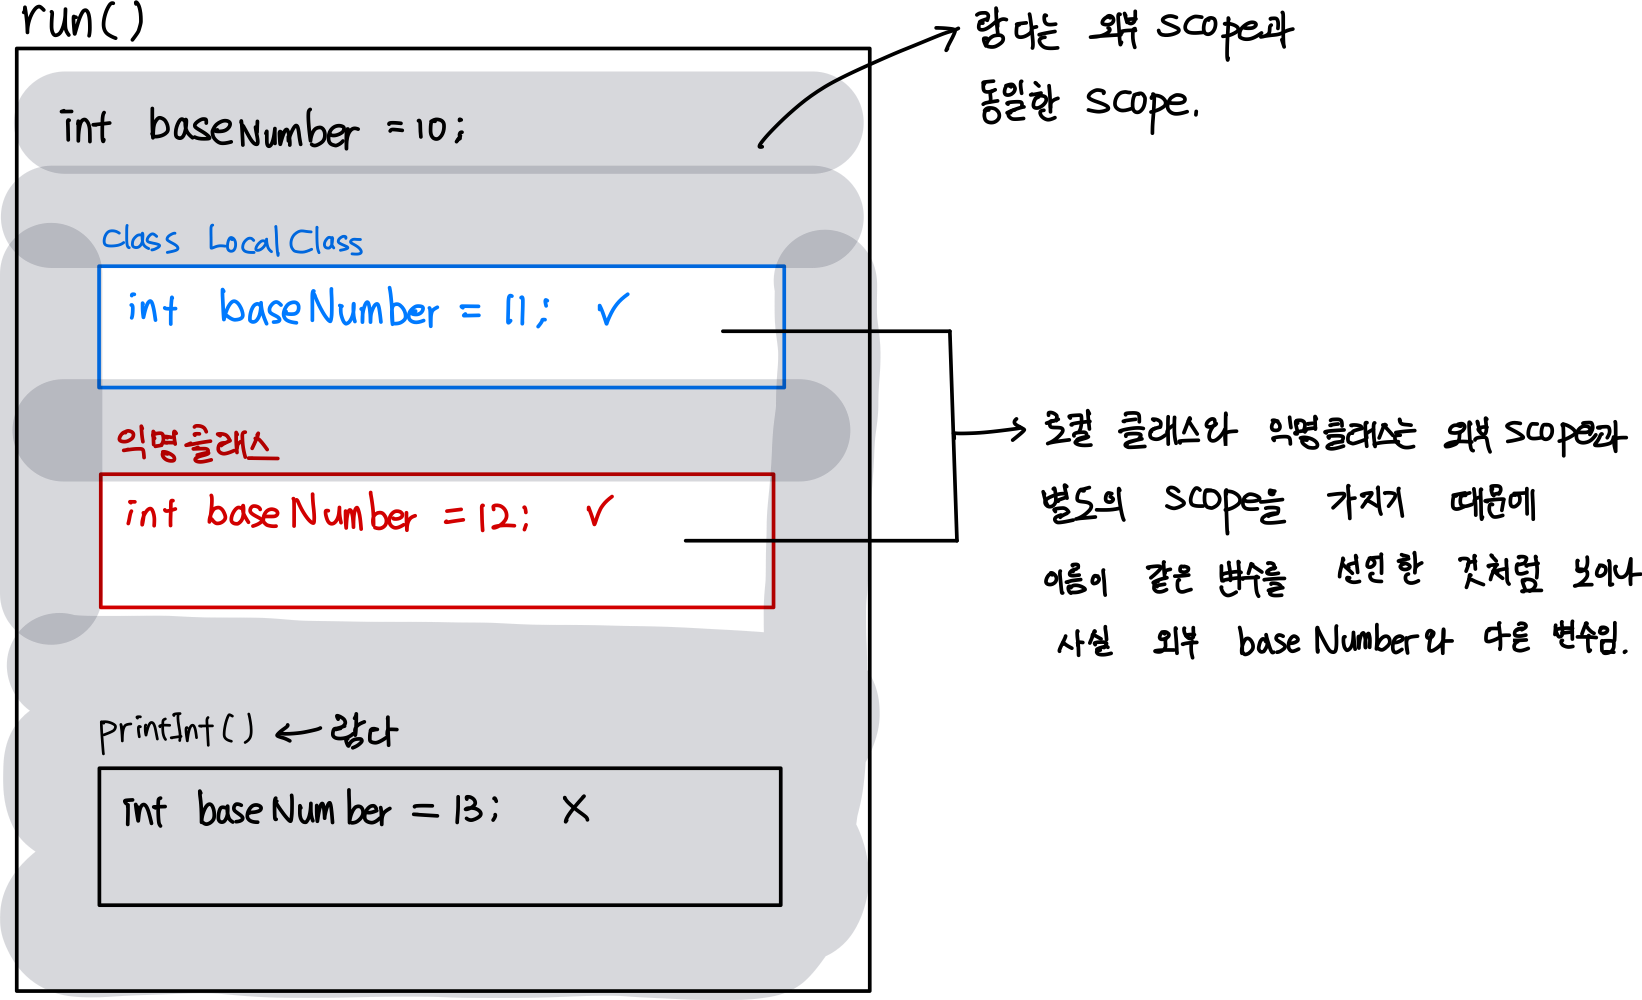 run()
람다는 외부 scope과
동일한 scope.
int baseNumber = 10;
class LocalClass
int baseNumber = 11; ✓
로컬 클래스와 익명클래스는 외부 scope과
별도의 scope을 가지기 때문에
이름이 같은 변수를 선언한 것처럼 보이나
사실 외부 baseNumber와 다른 변수임.
익명클래스
int baseNumber = 12; ✓
printInt() ← 람다
int baseNumber = 13; X